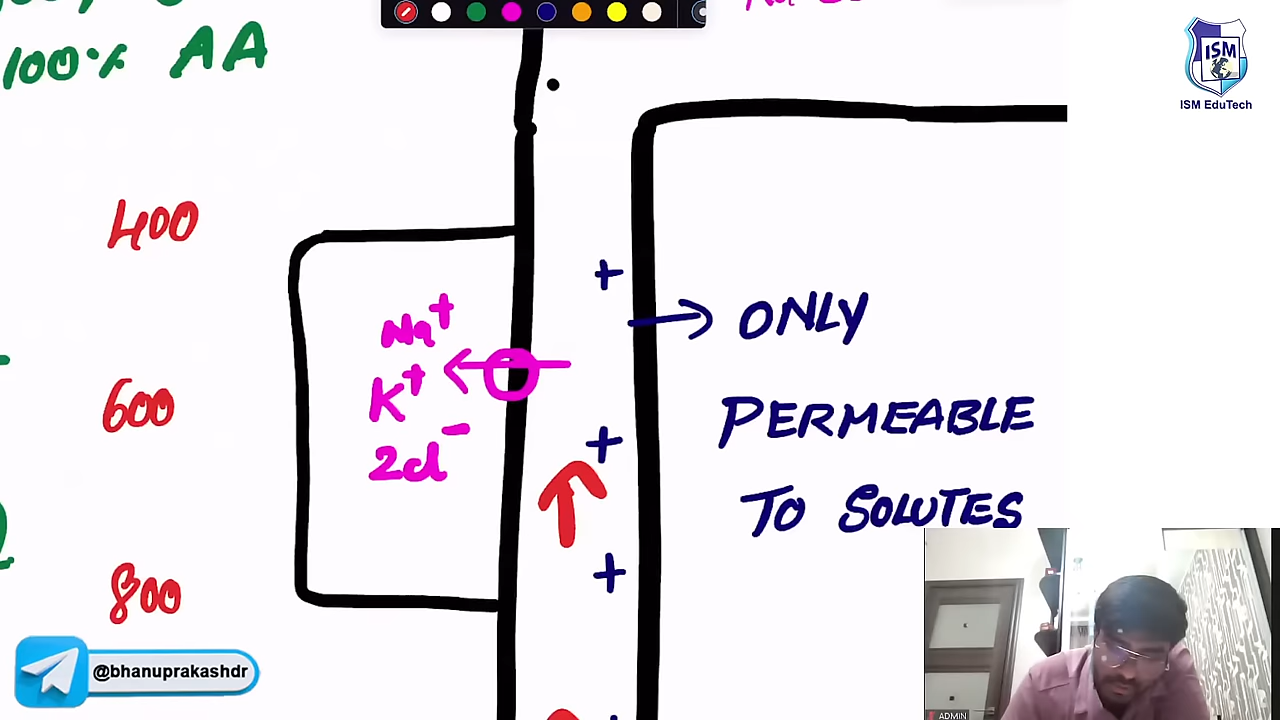 100% AA
ISM
ISM EduTech
400
600
800
Na+
K+
2cl-
+
+
+
ONLY
PERMEABLE
TO SOLUTES
@bhanuprakashdr
ADMIN
K